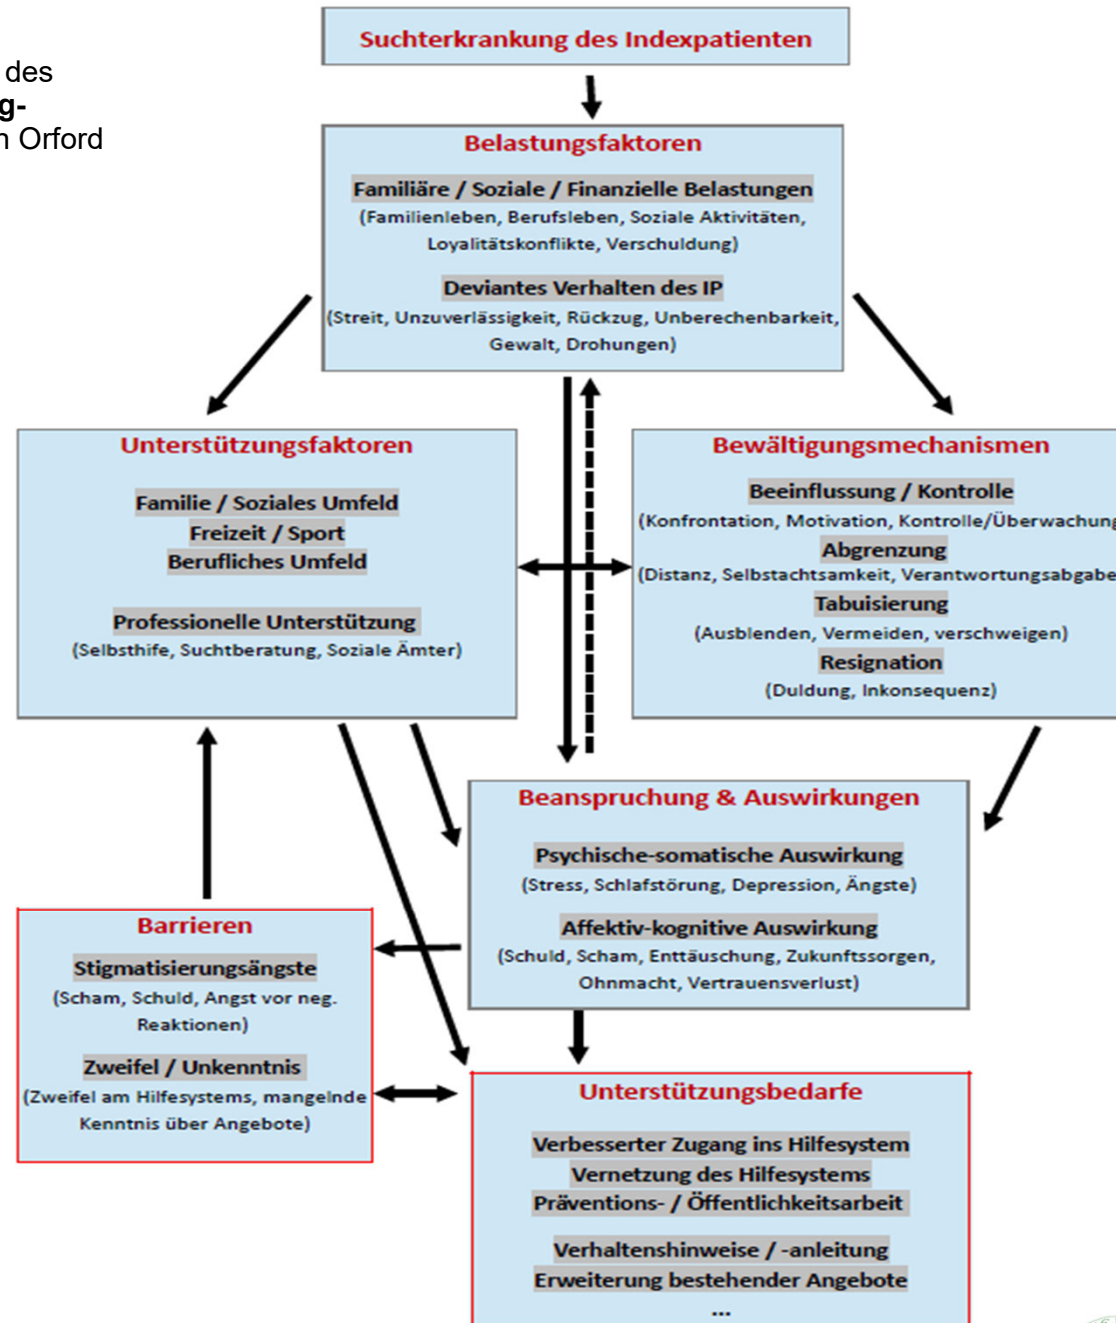 Suchterkrankung des Indexpatienten
des
g-
n Orford
Belastungsfaktoren
Familiäre / Soziale / Finanzielle Belastungen
(Familienleben, Berufsleben, Soziale Aktivitäten,
Loyalitätskonflikte, Verschuldung)
Deviantes Verhalten des IP
(Streit, Unzuverlässigkeit, Rückzug, Unberechenbarkeit,
Gewalt, Drohungen)
Unterstützungsfaktoren
Familie / Soziales Umfeld
Freizeit / Sport
Berufliches Umfeld
Professionelle Unterstützung
(Selbsthife, Suchtberatung, Soziale Ämter)
Bewältigungsmechanismen
Beeinflussung / Kontrolle
(Konfrontation, Motivation, Kontrolle/Überwachung
Abgrenzung
(Distanz, Selbstachtsamkeit, Verantwortungsabgabe
Tabuisierung
(Ausblenden, Vermeiden, verschweigen)
Resignation
(Duldung, Inkonsequenz)
Beanspruchung & Auswirkungen
Psychische-somatische Auswirkung
(Stress, Schlafstörung, Depression, Ängste)
Affektiv-kognitive Auswirkung
(Schuld, Scham, Enttäuschung, Zukunftssorgen,
Ohnmacht, Vertrauensverlust)
Barrieren
Stigmatisierungsängste
(Scham, Schuld, Angst vor neg.
Reaktionen)
Zweifel / Unkenntnis
(Zweifel am Hilfesystems, mangelnde
Kenntnis über Angebote)
Unterstützungsbedarfe
Verbesserter Zugang ins Hilfesystem
Vernetzung des Hilfesystems
Präventions- / Öffentlichkeitsarbeit
Verhaltenshinweise / -anleitung
Erweiterung bestehender Angebote
...